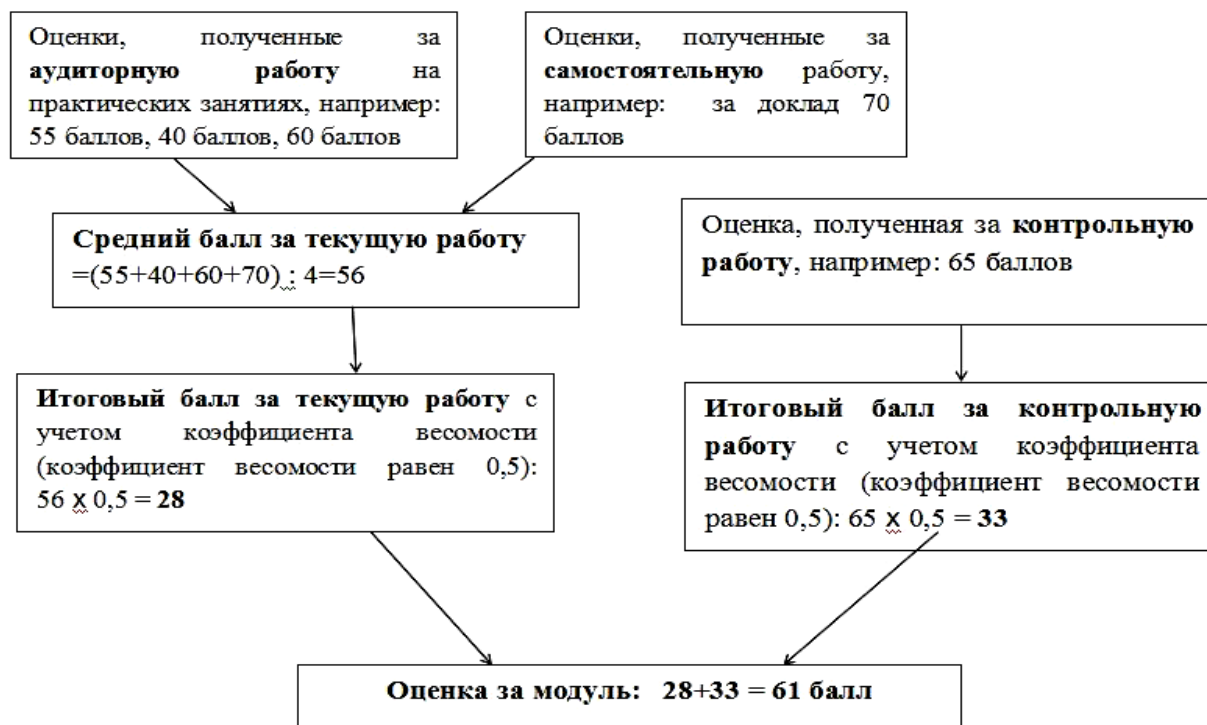 Оценки, полученные за
аудиторную работу на
практических занятиях, например:
55 баллов, 40 баллов, 60 баллов
Оценки, полученные за
самостоятельную работу,
например: за доклад 70
баллов
Средний балл за текущую работу
=(55+40+60+70) : 4=56
Оценка, полученная за контрольную
работу, например: 65 баллов
Итоговый балл за текущую работу с
учетом коэффициента весомости
(коэффициент весомости равен 0,5):
56 х 0,5 = 28
Итоговый балл за контрольную
работу с учетом коэффициента
весомости (коэффициент весомости
равен 0,5): 65 х 0,5 = 33
Оценка за модуль: 28+33 = 61 балл